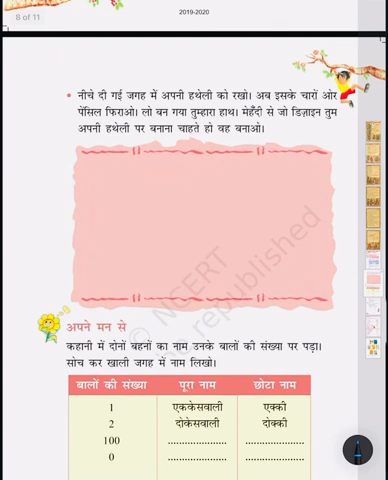 8 of 11
2019-2020
• नीचे दी गई जगह में अपनी हथेली को रखो। अब इसके चारों ओर
पेंसिल फिराओ। लो बन गया तुम्हारा हाथ। मेहँदी से जो डिज़ाइन तुम
अपनी हथेली पर बनाना चाहते हो वह बनाओ।
© NCERT
be republished
अपने मन से
कहानी में दोनों बहनों का नाम उनके बालों की संख्या पर पड़ा।
सोच कर खाली जगह में नाम लिखो।
बालों की संख्या पूरा नाम छोटा नाम
1 एककेसवाली एक्की
2 दोकेसवाली दोक्की
100 ..................... .....................
0 ..................... .....................